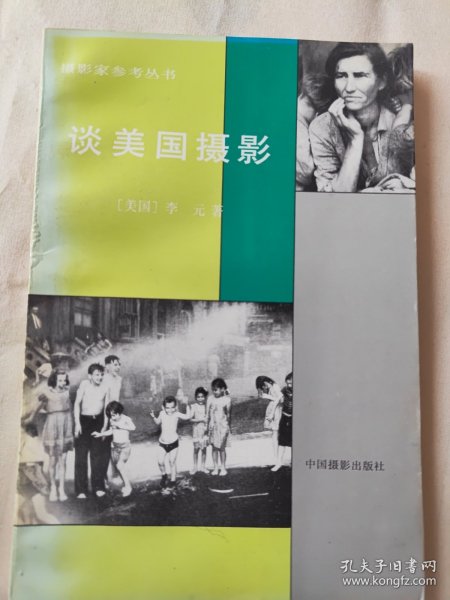 摄影家参考丛书
谈美国摄影
[美国]李 元 著
中国摄影出版社
孔夫子旧书网
www.kongfz.com